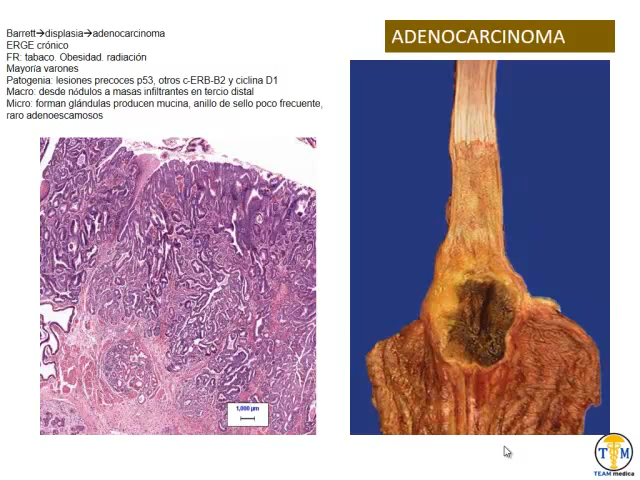 Barrett→displasia→adenocarcinoma
ERGE crónico
FR: tabaco. Obesidad. radiación
Mayoría varones
Patogenia: lesiones precoces p53, otros c-ERB-B2 y ciclina D1
Macro: desde nódulos a masas infiltrantes en tercio distal
Micro: forman glándulas producen mucina, anillo de sello poco frecuente,
raro adenoescamosos
ADENOCARCINOMA
1,000 µm
T M
TEAM medica